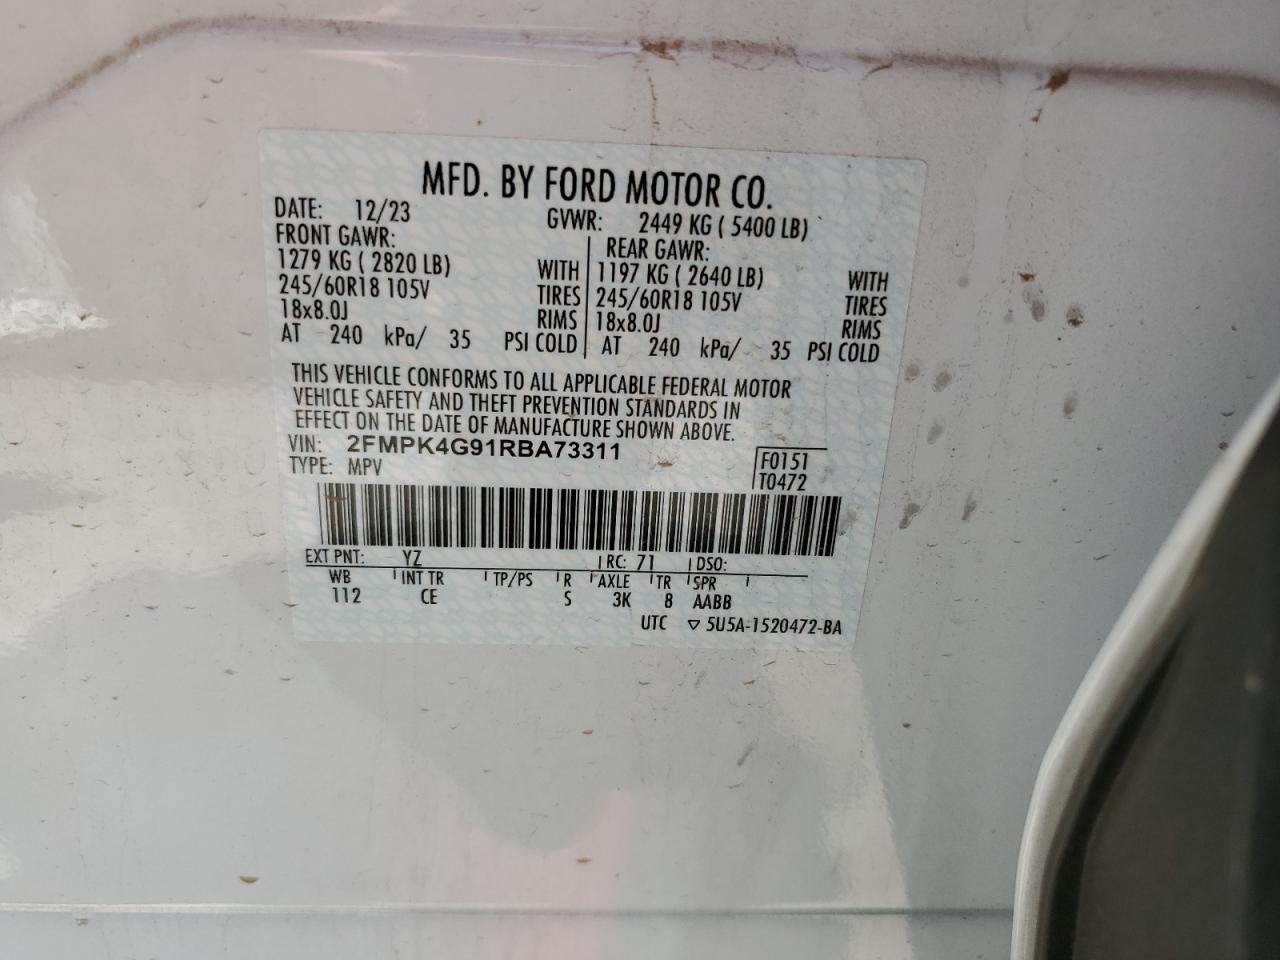 MFD. BY FORD MOTOR CO.
DATE: 12/23 GVWR: 2449 KG ( 5400 LB)
FRONT GAWR: REAR GAWR:
1279 KG ( 2820 LB) WITH 1197 KG ( 2640 LB) WITH
245/60R18 105V TIRES 245/60R18 105V TIRES
18x8.0J RIMS 18x8.0J RIMS
AT 240 kPa/ 35 PSI COLD AT 240 kPa/ 35 PSI COLD
THIS VEHICLE CONFORMS TO ALL APPLICABLE FEDERAL MOTOR
VEHICLE SAFETY AND THEFT PREVENTION STANDARDS IN
EFFECT ON THE DATE OF MANUFACTURE SHOWN ABOVE.
VIN: 2FMPK4G91RBA73311
TYPE: MPV
F0151
T0472
EXT PNT: YZ RC: 71 DSO:
WB INT TR TP/PS R AXLE TR SPR
112 CE S 3K 8 AABB
UTC ▽ 5U5A-1520472-BA